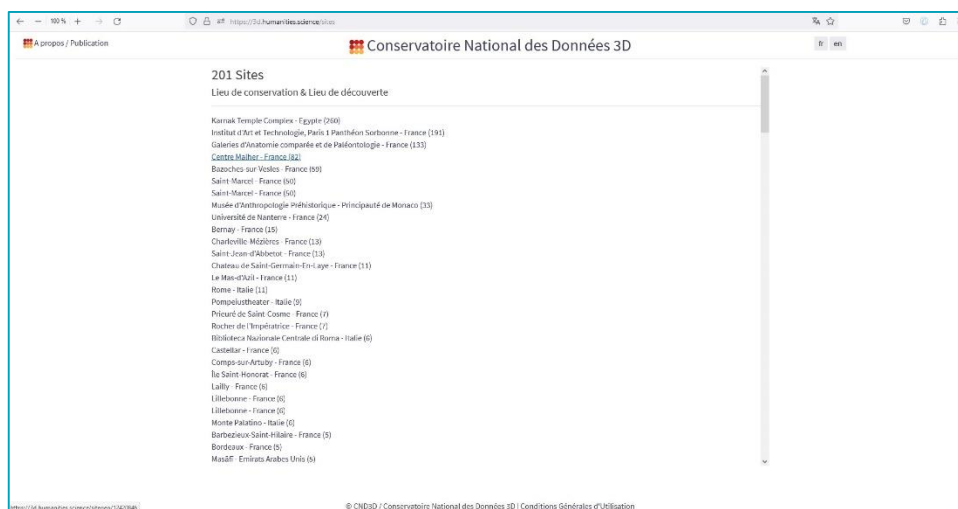 100 %
https://3d.humanities.science/sites
A propos / Publication
Conservatoire National des Données 3D
fr en
201 Sites
Lieu de conservation & Lieu de découverte
Karnak Temple Complex - Egypte (260)
Institut d'Art et Technologie, Paris 1 Panthéon Sorbonne - France (191)
Galeries d'Anatomie comparée et de Paléontologie - France (133)
Centre Malher - France (82)
Bazoches-sur-Vesles - France (59)
Saint-Marcel - France (50)
Saint-Marcel - France (50)
Musée d'Anthropologie Préhistorique - Principauté de Monaco (33)
Université de Nanterre - France (24)
Bernay - France (15)
Charleville-Mézières - France (13)
Saint-Jean-d'Abbetot - France (13)
Chateau de Saint-Germain-En-Laye - France (11)
Le Mas-d'Azil - France (11)
Rome - Italie (11)
Pompeiustheater - Italie (9)
Prieuré de Saint-Cosme - France (7)
Rocher de l'Impératrice - France (7)
Biblioteca Nazionale Centrale di Roma - Italie (6)
Castellar - France (6)
Comps-sur-Artuby - France (6)
Île Saint-Honorat - France (6)
Lailly - France (6)
Lillebonne - France (6)
Lillebonne - France (6)
Monte Palatino - Italie (6)
Barbezieux-Saint-Hilaire - France (5)
Bordeaux - France (5)
Masāfī - Emirats Arabes Unis (5)
© CND3D / Conservatoire National des Données 3D | Conditions Générales d'Utilisation